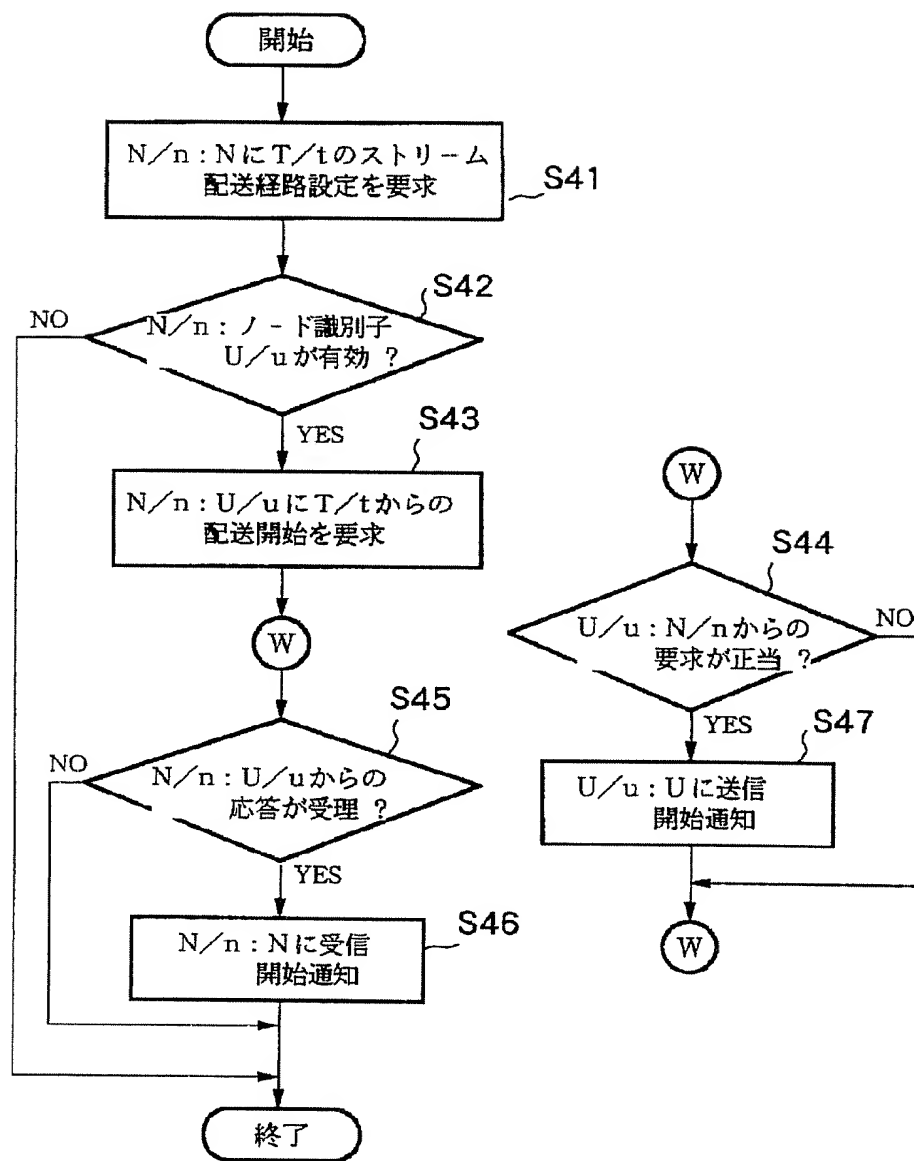 開始
N/n:NにT/tのストリーム
配送経路設定を要求
S41
S42
NO
N/n:ノード識別子
U/uが有効?
YES
S43
N/n:U/uにT/tからの
配送開始を要求
W
S45
NO
N/n:U/uからの
応答が受理?
YES
S46
N/n:Nに受信
開始通知
終了
W
S44
NO
U/u:N/nからの
要求が正当?
YES
S47
U/u:Uに送信
開始通知
W